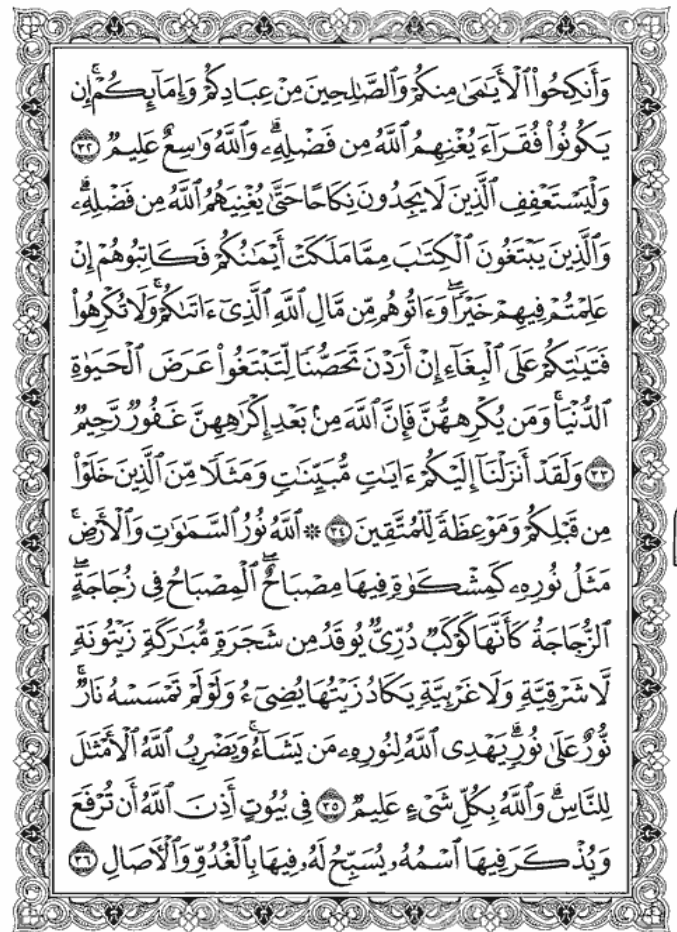 وَأَنكِحُوا۟ ٱلْأَيَـٰمَىٰ مِنكُمْ وَٱلصَّـٰلِحِينَ مِنْ عِبَادِكُمْ وَإِمَآئِكُمْ ۚ إِن
يَكُونُوا۟ فُقَرَآءَ يُغْنِهِمُ ٱللَّهُ مِن فَضْلِهِۦ ۗ وَٱللَّهُ وَٰسِعٌ عَلِيمٌ ٣٢
وَلْيَسْتَعْفِفِ ٱلَّذِينَ لَا يَجِدُونَ نِكَاحًا حَتَّىٰ يُغْنِيَهُمُ ٱللَّهُ مِن فَضْلِهِۦ ۗ
وَٱلَّذِينَ يَبْتَغُونَ ٱلْكِتَـٰبَ مِمَّا مَلَكَتْ أَيْمَـٰنُكُمْ فَكَاتِبُوهُمْ إِنْ
عَلِمْتُمْ فِيهِمْ خَيْرًا ۖ وَءَاتُوهُم مِّن مَّالِ ٱللَّهِ ٱلَّذِىٓ ءَاتَىٰكُمْ ۚ وَلَا تُكْرِهُوا۟
فَتَيَـٰتِكُمْ عَلَى ٱلْبِغَآءِ إِنْ أَرَدْنَ تَحَصُّنًا لِّتَبْتَغُوا۟ عَرَضَ ٱلْحَيَوٰةِ
ٱلدُّنْيَا ۚ وَمَن يُكْرِههُّنَّ فَإِنَّ ٱللَّهَ مِنۢ بَعْدِ إِكْرَٰهِهِنَّ غَفُورٌ رَّحِيمٌ
٣٣ وَلَقَدْ أَنزَلْنَآ إِلَيْكُمْ ءَايَـٰتٍ مُّبَيِّنَـٰتٍ وَمَثَلًا مِّنَ ٱلَّذِينَ خَلَوْا۟
مِن قَبْلِكُمْ وَمَوْعِظَةً لِّلْمُتَّقِينَ ٣٤ ۞ ٱللَّهُ نُورُ ٱلسَّمَـٰوَٰتِ وَٱلْأَرْضِ ۚ
مَثَلُ نُورِهِۦ كَمِشْكَوٰةٍ فِيهَا مِصْبَاحٌ ۖ ٱلْمِصْبَاحُ فِى زُجَاجَةٍ ۖ
ٱلزُّجَاجَةُ كَأَنَّهَا كَوْكَبٌ دُرِّىٌّ يُوقَدُ مِن شَجَرَةٍ مُّبَـٰرَكَةٍ زَيْتُونَةٍ
لَّا شَرْقِيَّةٍ وَلَا غَرْبِيَّةٍ يَكَادُ زَيْتُهَا يُضِىٓءُ وَلَوْ لَمْ تَمْسَسْهُ نَارٌ ۚ
نُّورٌ عَلَىٰ نُورٍ ۗ يَهْدِى ٱللَّهُ لِنُورِهِۦ مَن يَشَآءُ ۚ وَيَضْرِبُ ٱللَّهُ ٱلْأَمْثَـٰلَ
لِلنَّاسِ ۗ وَٱللَّهُ بِكُلِّ شَىْءٍ عَلِيمٌ ٣٥ فِى بُيُوتٍ أَذِنَ ٱللَّهُ أَن تُرْفَعَ
وَيُذْكَرَ فِيهَا ٱسْمُهُۥ يُسَبِّحُ لَهُۥ فِيهَا بِٱلْغُدُوِّ وَٱلْـَٔاصَالِ ٣٦